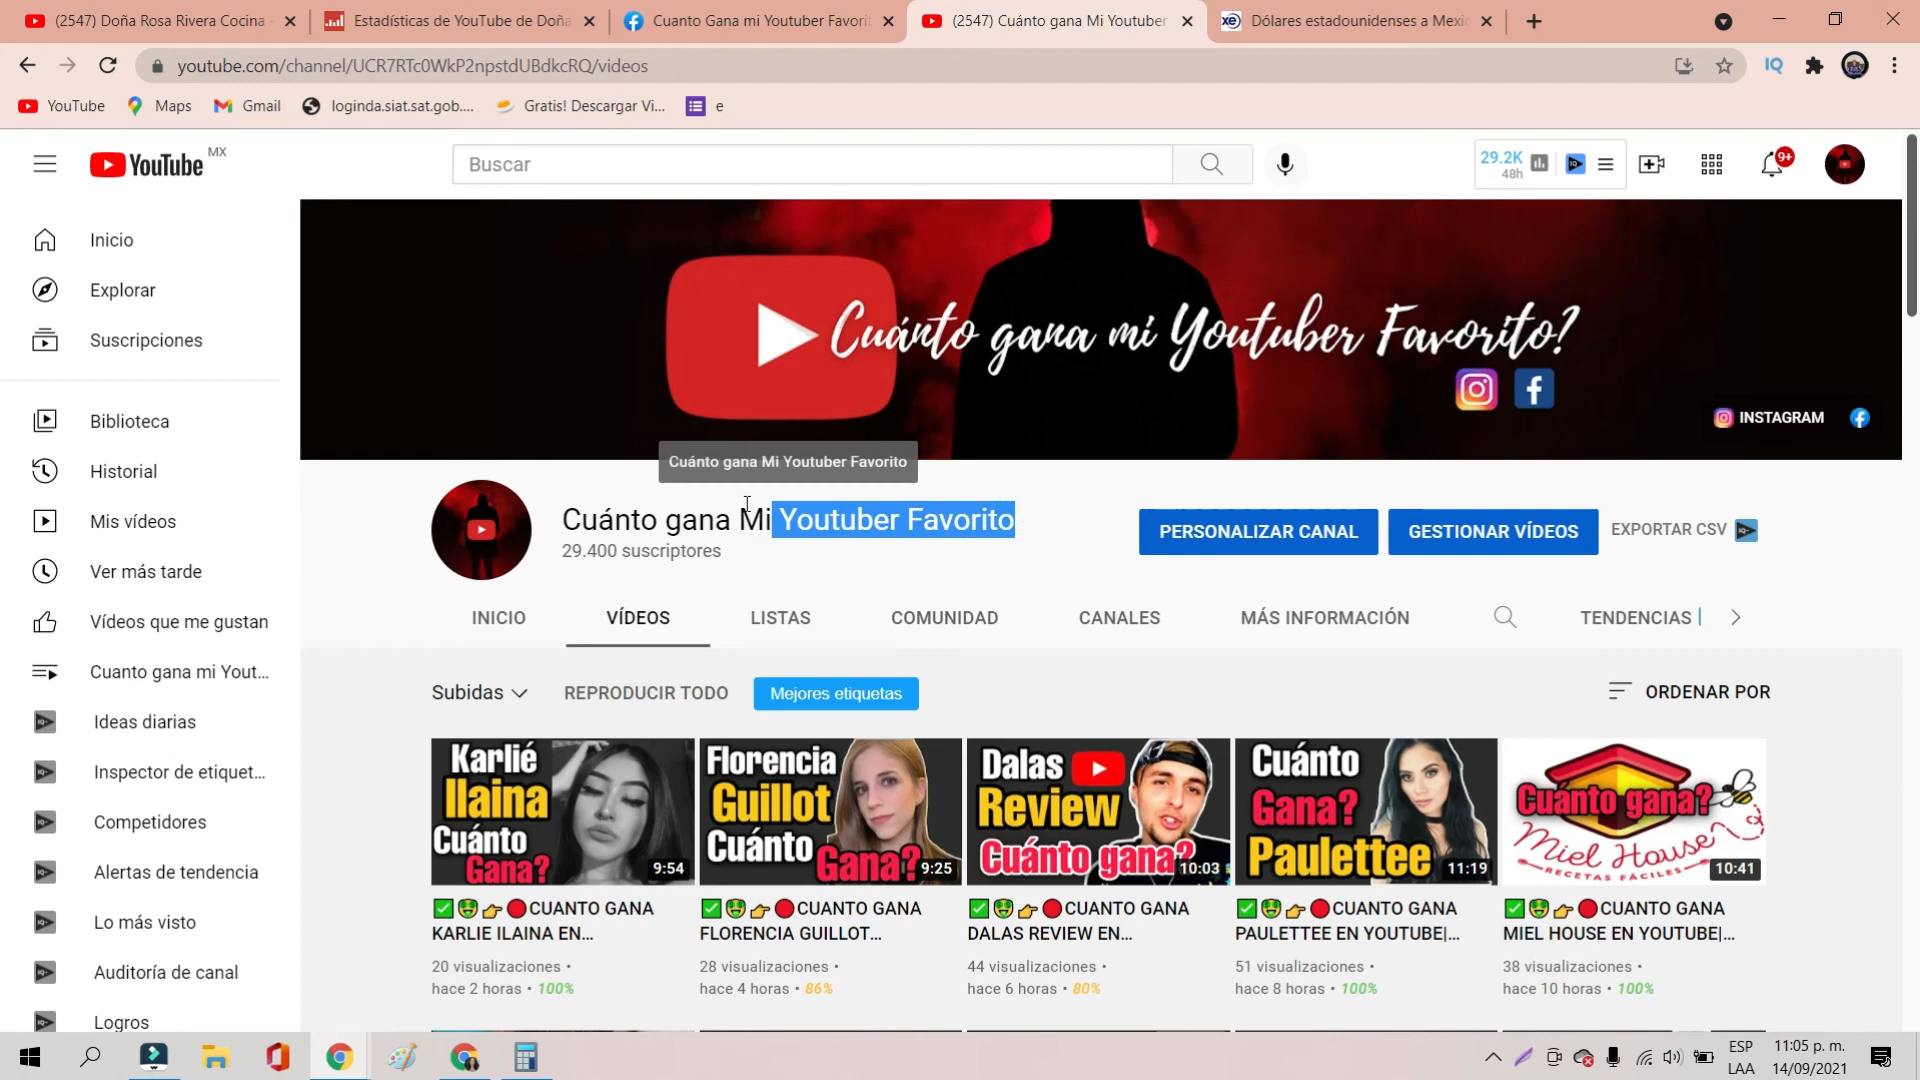 (2547) Doña Rosa Rivera Cocina -
Estadísticas de YouTube de Doña
Cuanto Gana mi Youtuber Favorit
(2547) Cuánto gana Mi Youtuber
xe
Dólares estadounidenses a Mexic
youtube.com/channel/UCR7RTc0WkP2npstdUBdkcRQ/videos
IQ
YouTube
Maps
Gmail
loginda.siat.sat.gob....
Gratis! Descargar Vi...
e
YouTube MX
Buscar
29.2K
48h
9+
Inicio
Explorar
Suscripciones
Biblioteca
Historial
Mis vídeos
Ver más tarde
Vídeos que me gustan
Cuanto gana mi Yout...
Ideas diarias
Inspector de etiquet...
Competidores
Alertas de tendencia
Lo más visto
Auditoría de canal
Logros
Cuánto gana mi Youtuber Favorito?
INSTAGRAM
Cuánto gana Mi Youtuber Favorito
Cuánto gana Mi Youtuber Favorito
29.400 suscriptores
PERSONALIZAR CANAL
GESTIONAR VÍDEOS
EXPORTAR CSV
INICIO
VÍDEOS
LISTAS
COMUNIDAD
CANALES
MÁS INFORMACIÓN
TENDENCIAS
Subidas
REPRODUCIR TODO
Mejores etiquetas
ORDENAR POR
Karlié
Ilaina
Cuánto
Gana?
9:54
CUANTO GANA
KARLIE ILAINA EN...
20 visualizaciones •
hace 2 horas • 100%
Florencia
Guillot
Cuánto
Gana?
9:25
CUANTO GANA
FLORENCIA GUILLOT...
28 visualizaciones •
hace 4 horas • 86%
Dalas
Review
Cuánto gana?
10:03
CUANTO GANA
DALAS REVIEW EN...
44 visualizaciones •
hace 6 horas • 80%
Cuánto
Gana?
Paulettee
11:19
CUANTO GANA
PAULETTEE EN YOUTUBE|...
51 visualizaciones •
hace 8 horas • 100%
Cuánto gana?
Miel House
RECETAS FÁCILES
10:41
CUANTO GANA
MIEL HOUSE EN YOUTUBE|...
38 visualizaciones •
hace 10 horas • 100%
ESP
LAA
11:05 p. m.
14/09/2021